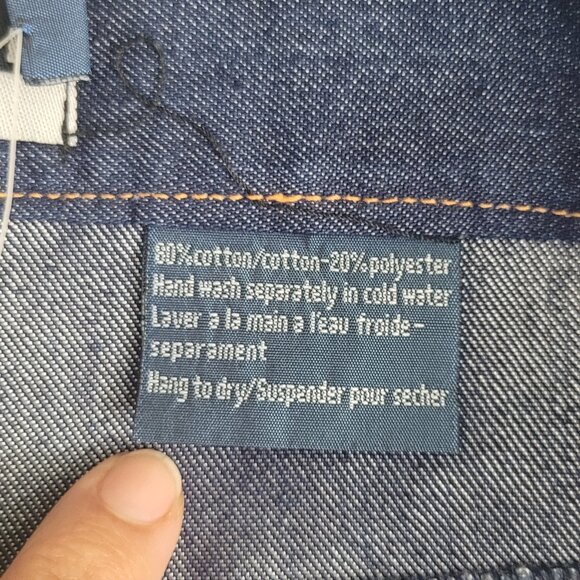 80%cotton/cotton-20%polyester
Hand wash separately in cold water
Laver a la main a l'eau froide-
separament
Hang to dry/Suspender pour secher